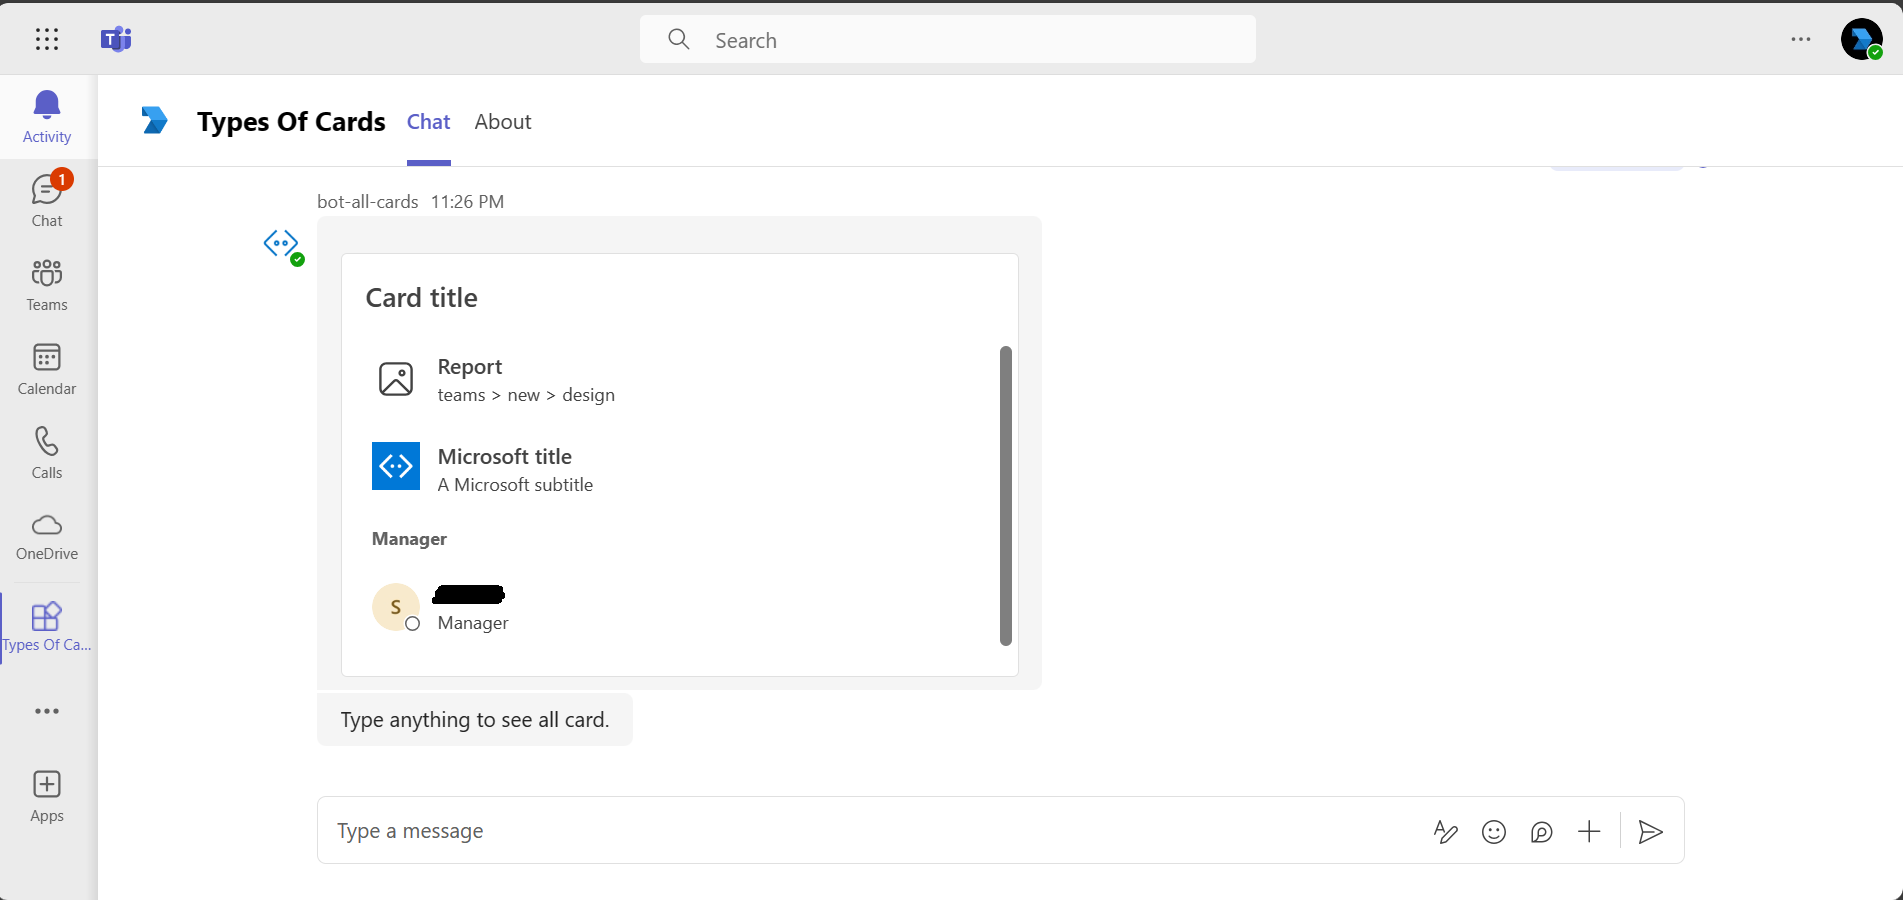 Search
Activity
1
Chat
Teams
Calendar
Calls
OneDrive
Types Of Ca...
Apps
Types Of Cards Chat About
bot-all-cards 11:26 PM
Card title
Report
teams > new > design
Microsoft title
A Microsoft subtitle
Manager
S
Manager
Type anything to see all card.
Type a message